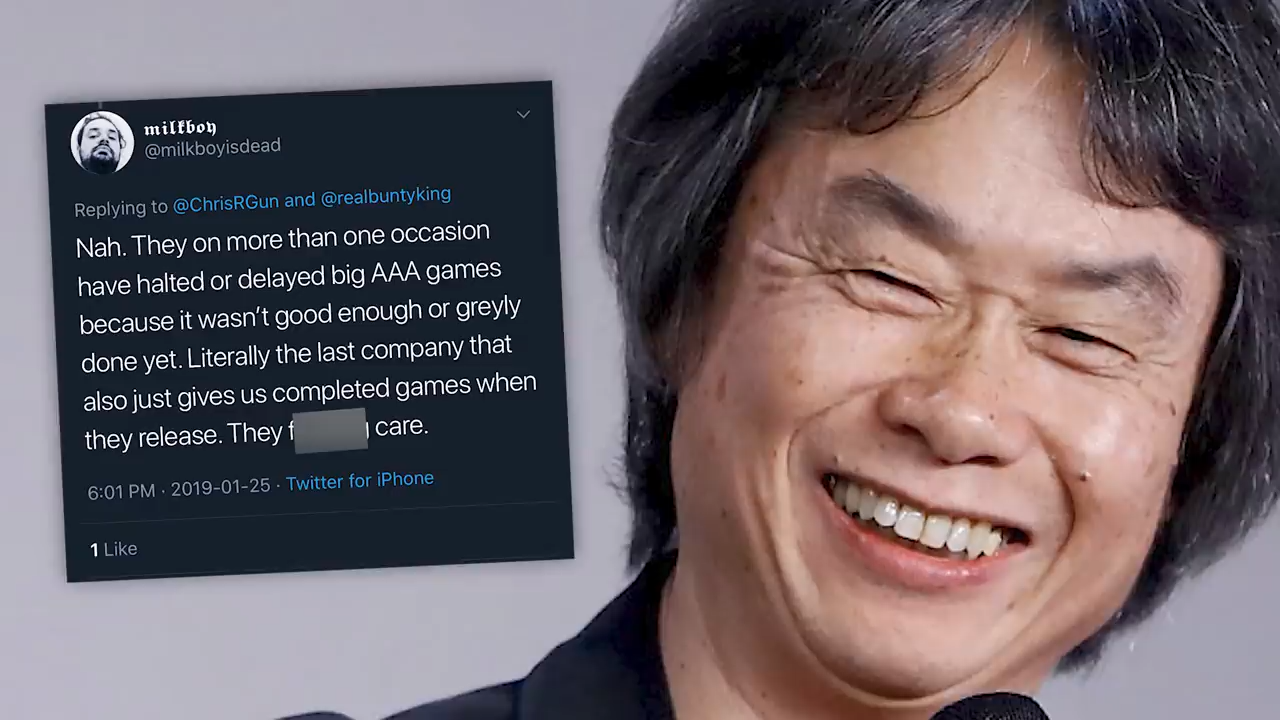 milkboy
@milkboyisdead
Replying to @ChrisRGun and @realbuntyking
Nah. They on more than one occasion
have halted or delayed big AAA games
because it wasn't good enough or greyly
done yet. Literally the last company that
also just gives us completed games when
they release. They f care.
6:01 PM · 2019-01-25 · Twitter for iPhone
1 Like